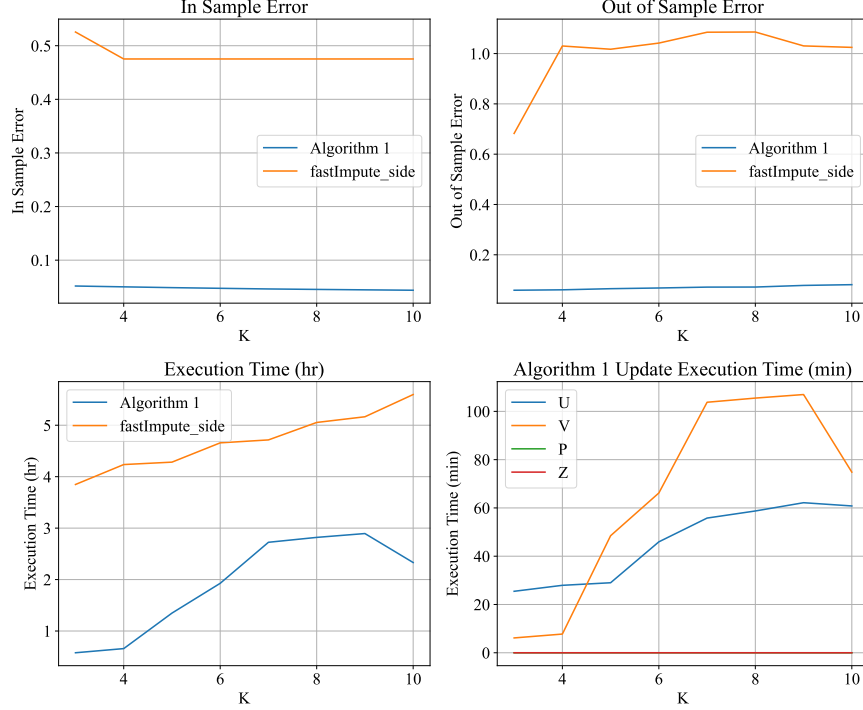 In Sample Error
In Sample Error
0.5
0.4
0.3
0.2
0.1
Algorithm 1
fastImpute_side
4
6
8
10
K
Out of Sample Error
Out of Sample Error
1.0
0.8
0.6
0.4
0.2
Algorithm 1
fastImpute_side
4
6
8
10
K
Execution Time (hr)
Execution Time (hr)
5
4
3
2
1
Algorithm 1
fastImpute_side
4
6
8
10
K
Algorithm 1 Update Execution Time (min)
Execution Time (min)
100
80
60
40
20
0
U
V
P
Z
4
6
8
10
K